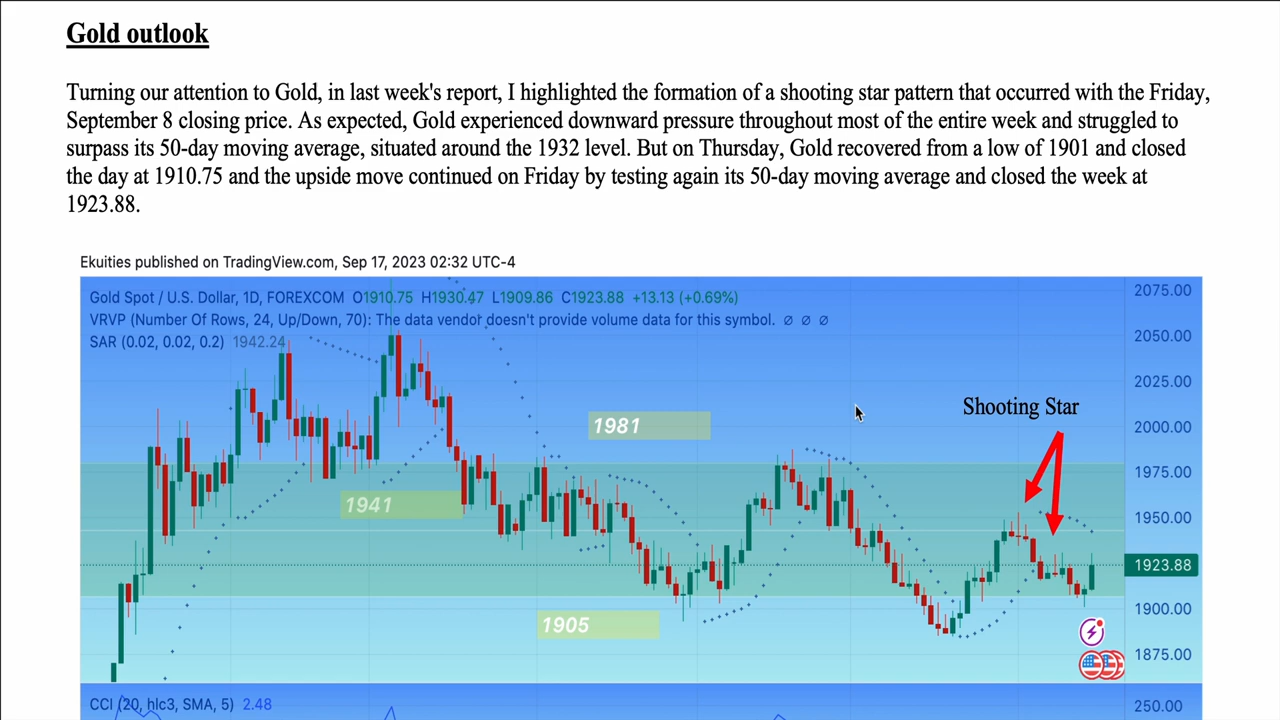 Gold outlook
Turning our attention to Gold, in last week's report, I highlighted the formation of a shooting star pattern that occurred with the Friday,
September 8 closing price. As expected, Gold experienced downward pressure throughout most of the entire week and struggled to
surpass its 50-day moving average, situated around the 1932 level. But on Thursday, Gold recovered from a low of 1901 and closed
the day at 1910.75 and the upside move continued on Friday by testing again its 50-day moving average and closed the week at
1923.88.
Ekuities published on TradingView.com, Sep 17, 2023 02:32 UTC-4
Gold Spot / U.S. Dollar, 1D, FOREXCOM O1910.75 H1930.47 L1909.86 C1923.88 +13.13 (+0.69%)
VRVP (Number Of Rows, 24, Up/Down, 70): The data vendor doesn't provide volume data for this symbol. ∅ ∅ ∅
SAR (0.02, 0.02, 0.2) 1942.24
2075.00
2050.00
2025.00
2000.00
1975.00
1950.00
1923.88
1900.00
1875.00
Shooting Star
1981
1941
1905
CCI (20, hlc3, SMA, 5) 2.48
250.00